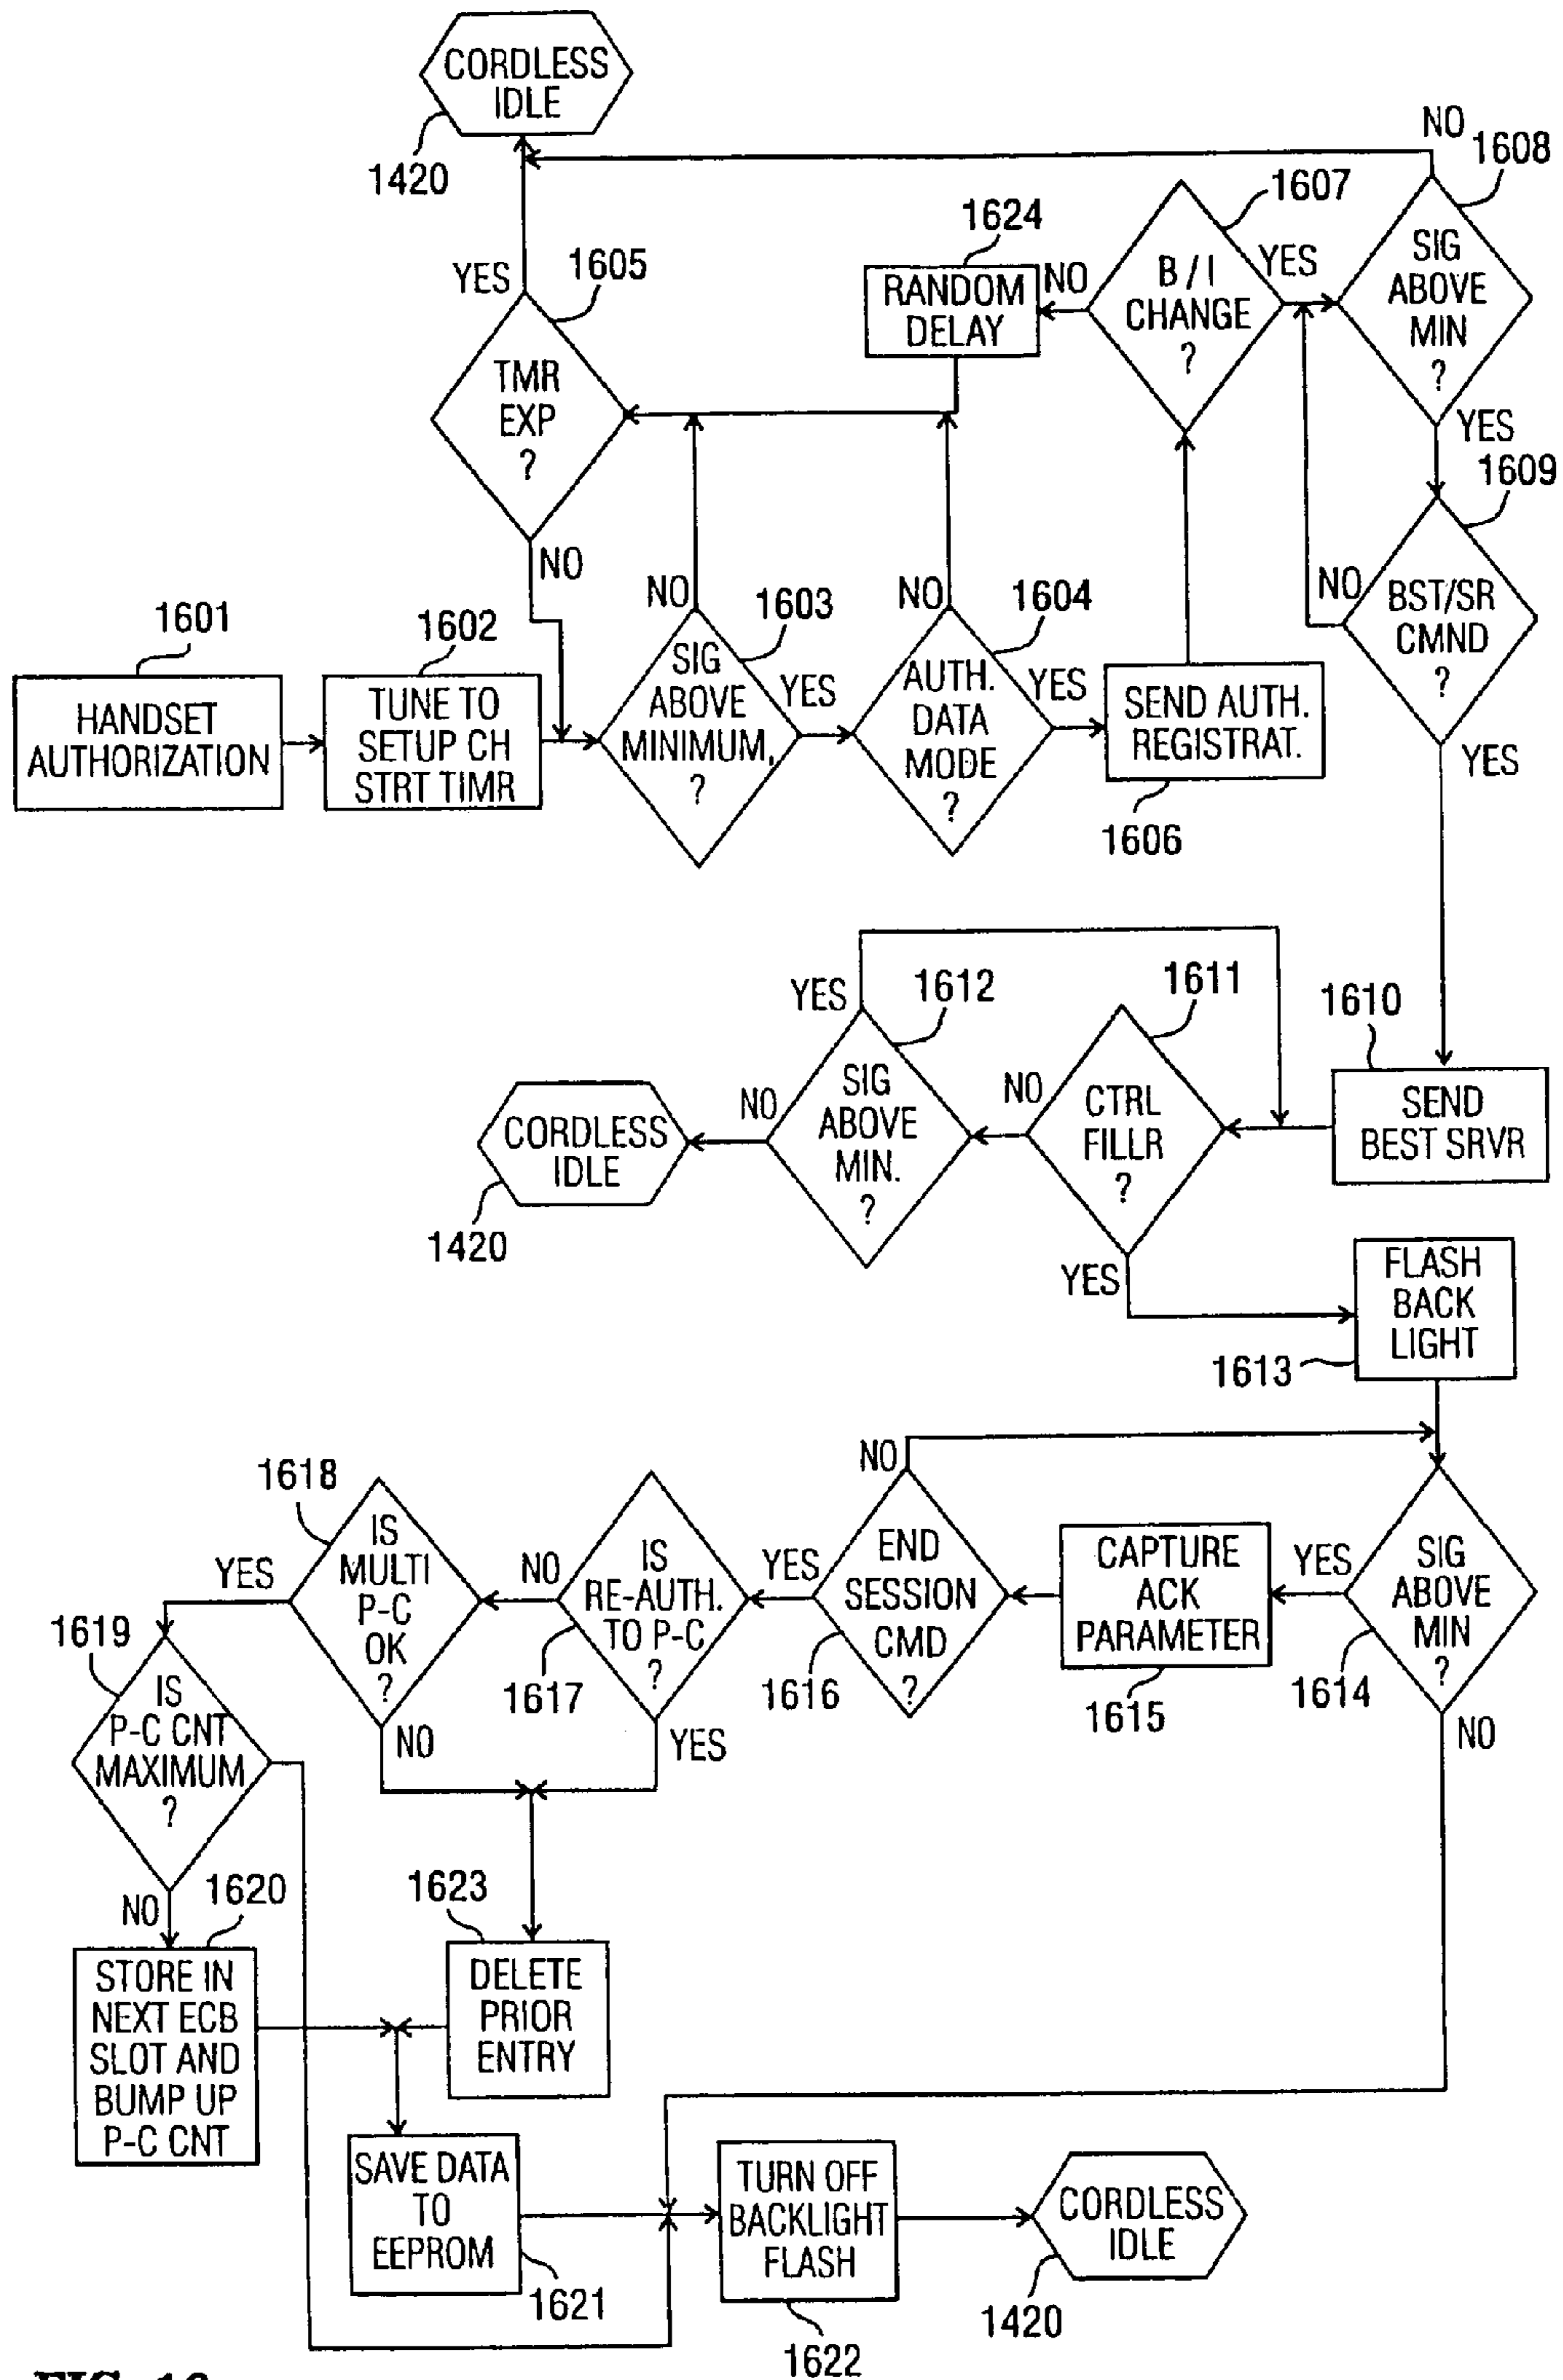 CORDLESS
IDLE
1420
NO
1608
1607
1624
1605
YES
RANDOM
DELAY
NO
B/I
CHANGE
?
YES
SIG
ABOVE
MIN
?
TMR
EXP
?
YES
1609
NO
1601
1602
NO
1603
NO
1604
NO
BST/SR
CMND
?
HANDSET
AUTHORIZATION
TUNE TO
SETUP CH
STRT TIMR
SIG
ABOVE
MINIMUM,
?
YES
AUTH.
DATA
MODE
?
YES
SEND AUTH.
REGISTRAT.
1606
YES
YES
1612
1611
1610
CORDLESS
IDLE
1420
NO
SIG
ABOVE
MIN.
?
NO
CTRL
FILLR
?
SEND
BEST SRVR
YES
FLASH
BACK
LIGHT
1613
1618
NO
YES
IS
MULTI
P-C
OK
?
NO
IS
RE-AUTH.
TO P-C
?
1617
YES
END
SESSION
CMD
?
1616
CAPTURE
ACK
PARAMETER
1615
YES
SIG
ABOVE
MIN
?
1614
1619
IS
P-C CNT
MAXIMUM
?
NO
YES
NO
NO
1620
1623
STORE IN
NEXT ECB
SLOT AND
BUMP UP
P-C CNT
DELETE
PRIOR
ENTRY
SAVE DATA
TO
EEPROM
1621
TURN OFF
BACKLIGHT
FLASH
1622
CORDLESS
IDLE
1420
FIG. 16